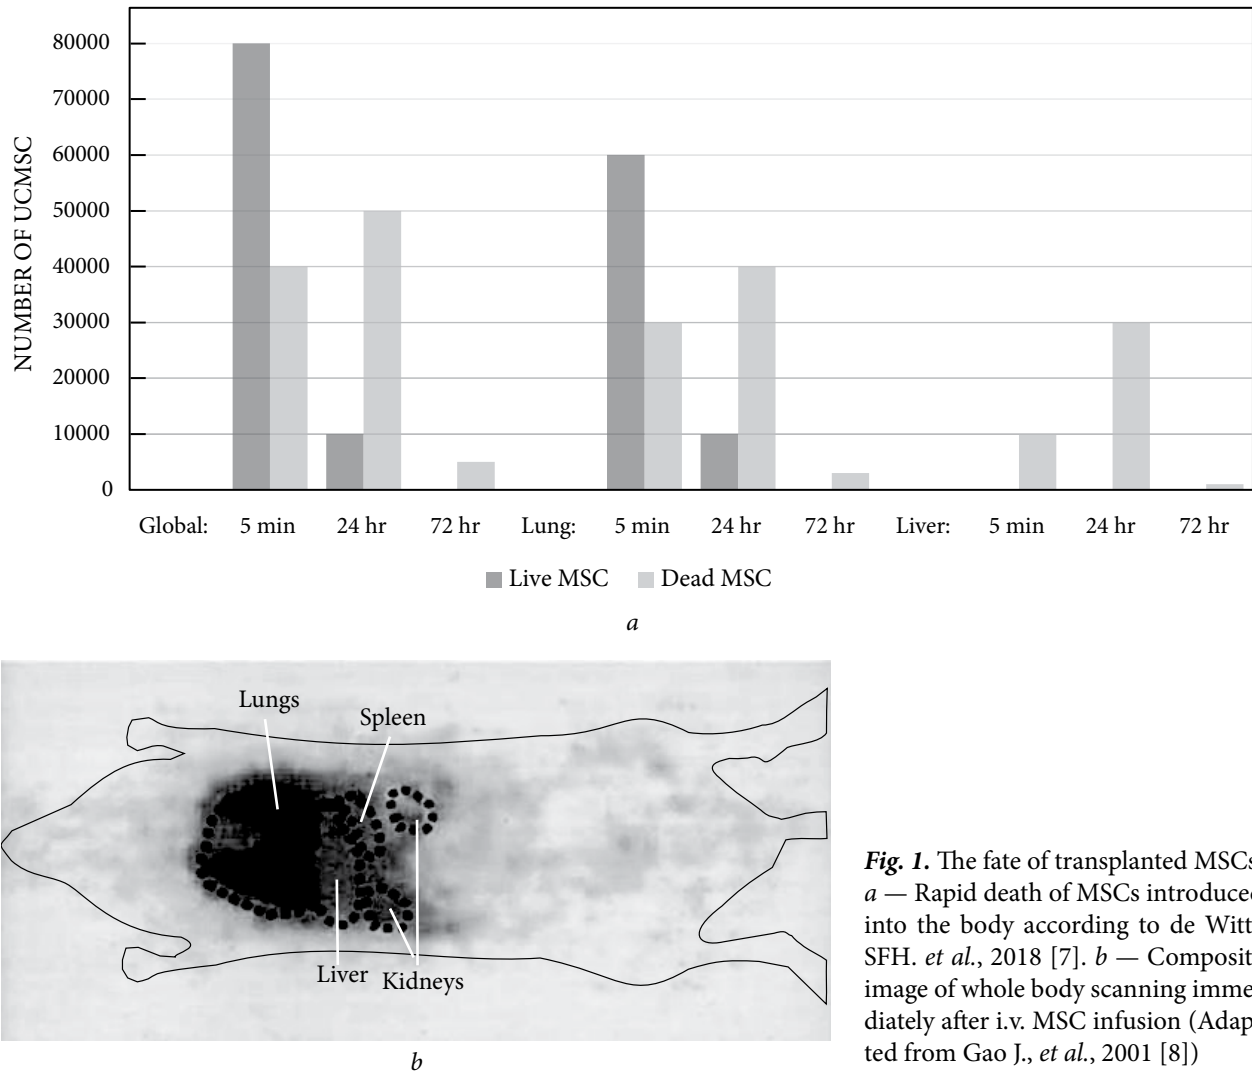 80000
70000
60000
50000
40000
30000
20000
10000
0
NUMBER OF UCMSC
Global: 5 min 24 hr 72 hr Lung: 5 min 24 hr 72 hr Liver: 5 min 24 hr 72 hr
Live MSC Dead MSC
a
Lungs
Spleen
Liver
Kidneys
b
Fig. 1. The fate of transplanted MSCs
a — Rapid death of MSCs introduced
into the body according to de Witt
SFH. et al., 2018 [7]. b — Composit
image of whole body scanning imme
diately after i.v. MSC infusion (Adap
ted from Gao J., et al., 2001 [8])